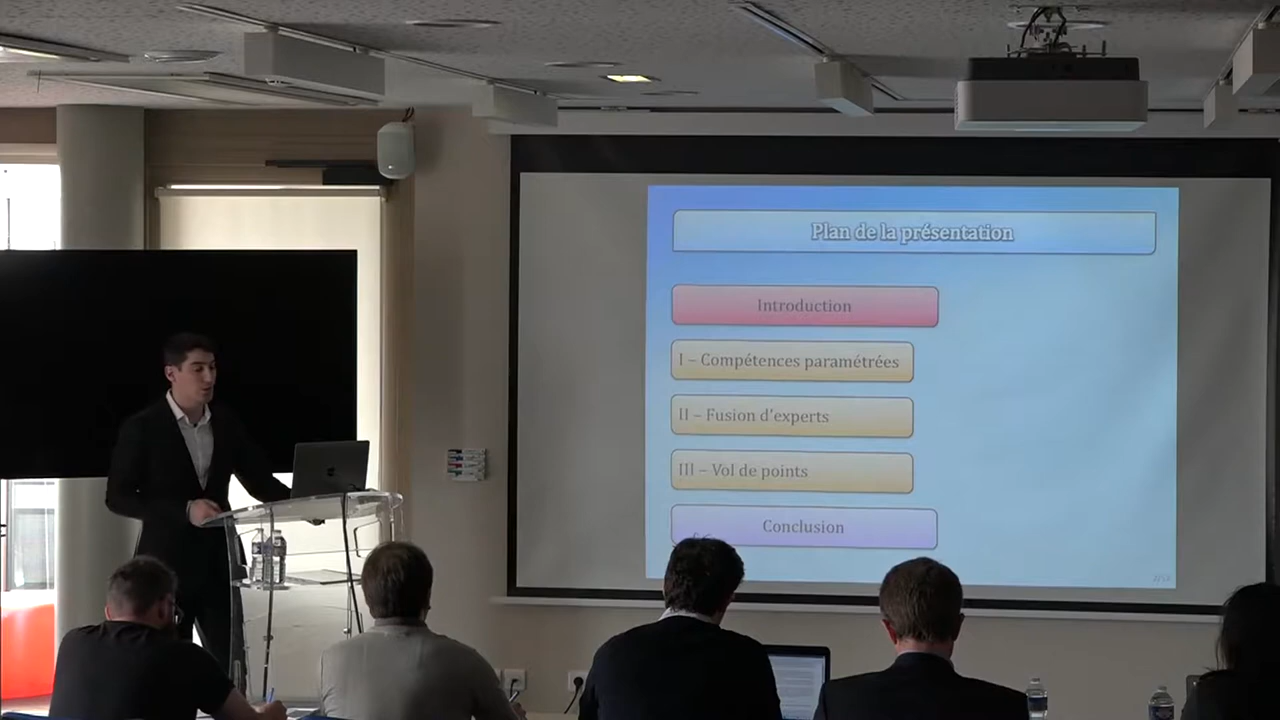 Plan de la présentation
Introduction
I – Compétences paramétrées
II – Fusion d'experts
III – Vol de points
Conclusion